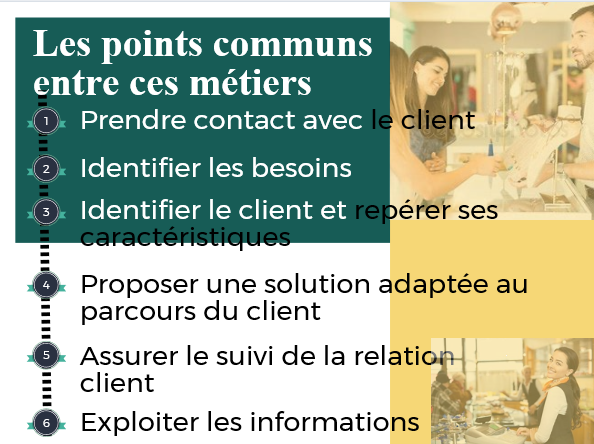 Les points communs
entre ces métiers
1 Prendre contact avec le client
2 Identifier les besoins
3 Identifier le client et repérer ses
caractéristiques
4 Proposer une solution adaptée au
parcours du client
5 Assurer le suivi de la relation
client
6 Exploiter les informations